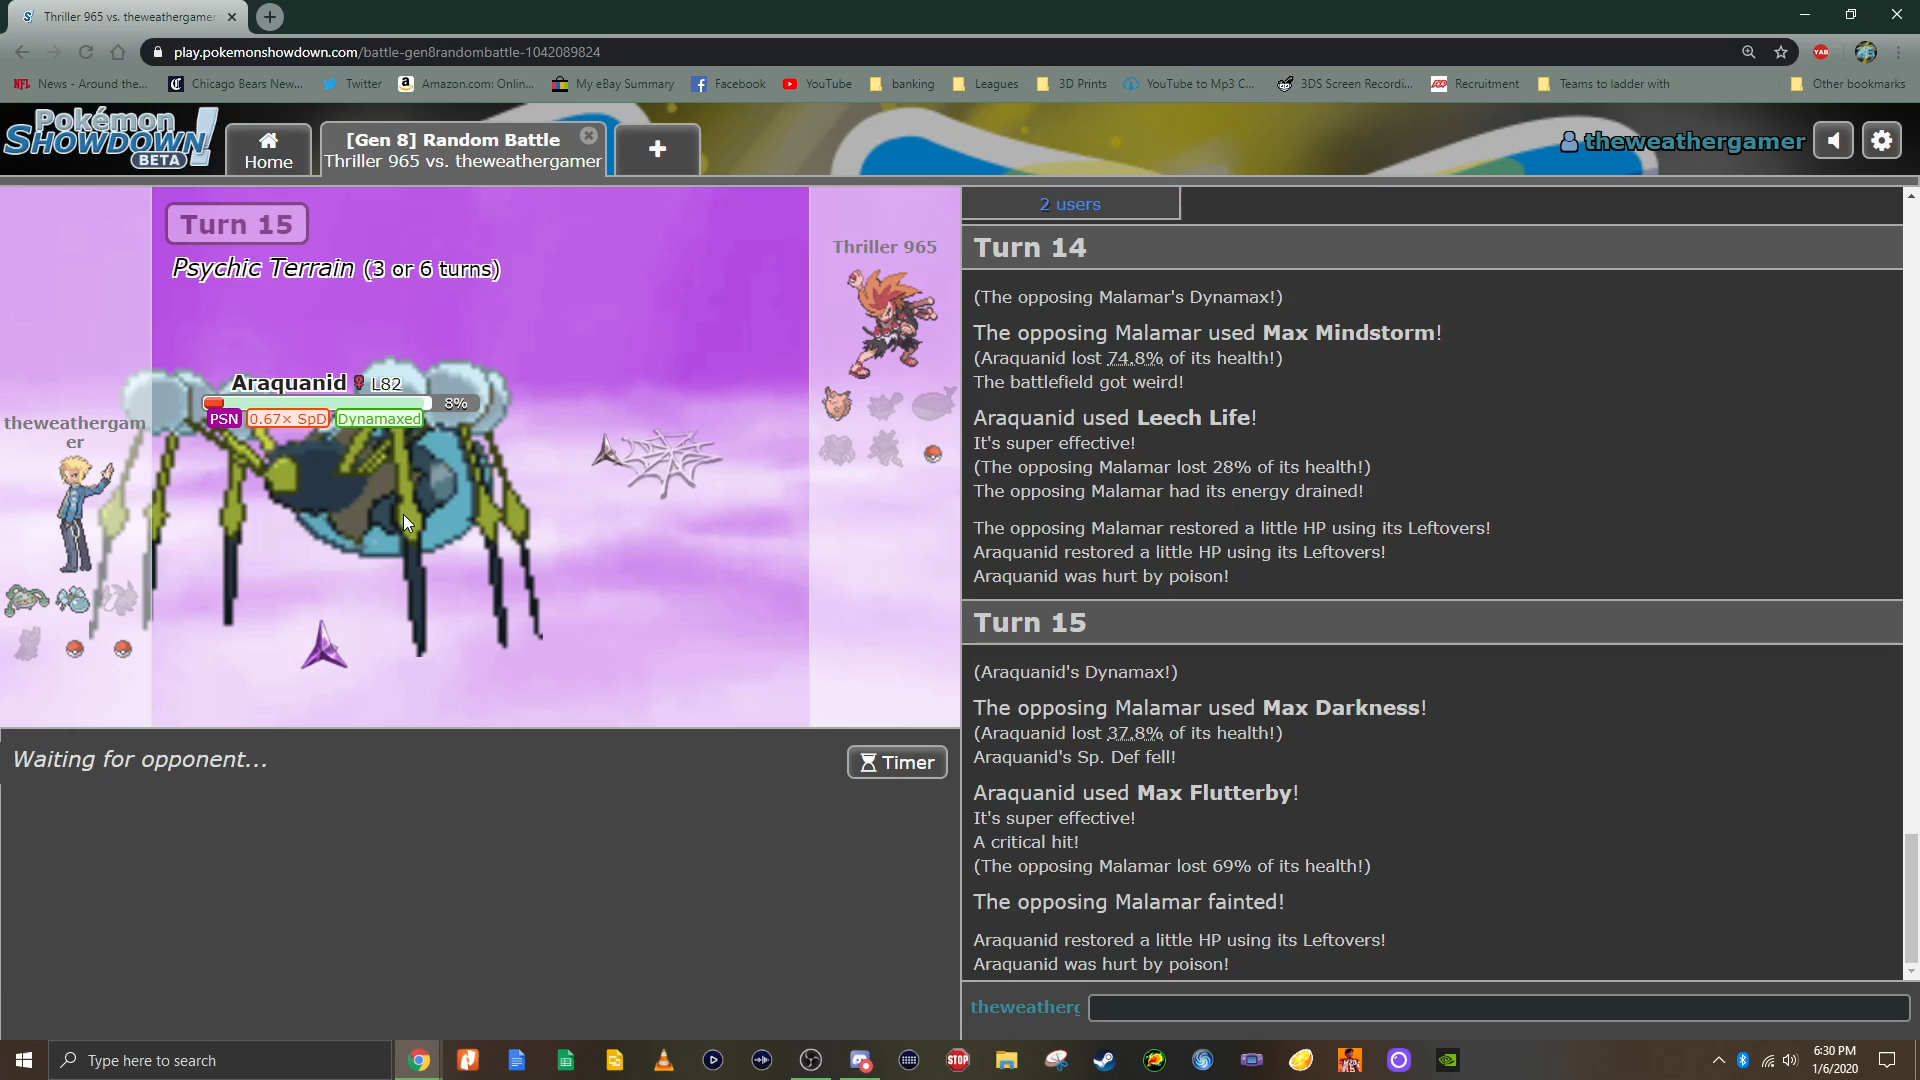 Thriller 965 vs. theweathergamer
play.pokemonshowdown.com/battle-gen8randombattle-1042089824
YAB
News - Around the...
Chicago Bears New...
Twitter
Amazon.com: Onlin...
My eBay Summary
Facebook
YouTube
banking
Leagues
3D Prints
YouTube to Mp3 C...
3DS Screen Recordi...
Recruitment
Teams to ladder with
Other bookmarks
Pokémon
SHOWDOWN!
BETA
Home
[Gen 8] Random Battle
Thriller 965 vs. theweathergamer
theweathergamer
Turn 15
Psychic Terrain (3 or 6 turns)
Thriller 965
Araquanid L82
8%
PSN 0.67× SpD Dynamaxed
theweathergam
er
Waiting for opponent...
Timer
2 users
Turn 14
(The opposing Malamar's Dynamax!)
The opposing Malamar used Max Mindstorm!
(Araquanid lost 74.8% of its health!)
The battlefield got weird!
Araquanid used Leech Life!
It's super effective!
(The opposing Malamar lost 28% of its health!)
The opposing Malamar had its energy drained!
The opposing Malamar restored a little HP using its Leftovers!
Araquanid restored a little HP using its Leftovers!
Araquanid was hurt by poison!
Turn 15
(Araquanid's Dynamax!)
The opposing Malamar used Max Darkness!
(Araquanid lost 37.8% of its health!)
Araquanid's Sp. Def fell!
Araquanid used Max Flutterby!
It's super effective!
A critical hit!
(The opposing Malamar lost 69% of its health!)
The opposing Malamar fainted!
Araquanid restored a little HP using its Leftovers!
Araquanid was hurt by poison!
theweatherg
Type here to search
STOP
6:30 PM
1/6/2020